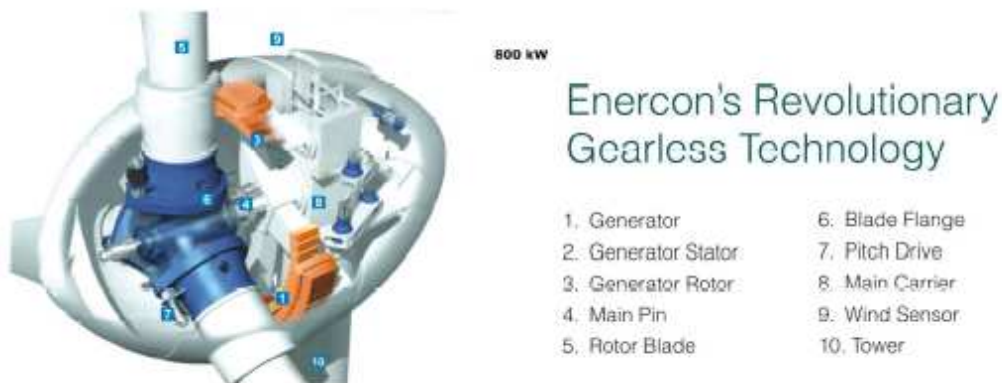 800 kW
Enercon's Revolutionary
Gearless Technology
1. Generator
2. Generator Stator
3. Generator Rotor
4. Main Pin
5. Rotor Blade
6. Blade Flange
7. Pitch Drive
8. Main Carrier
9. Wind Sensor
10. Tower
5
9
3
6
4
8
1
7
10